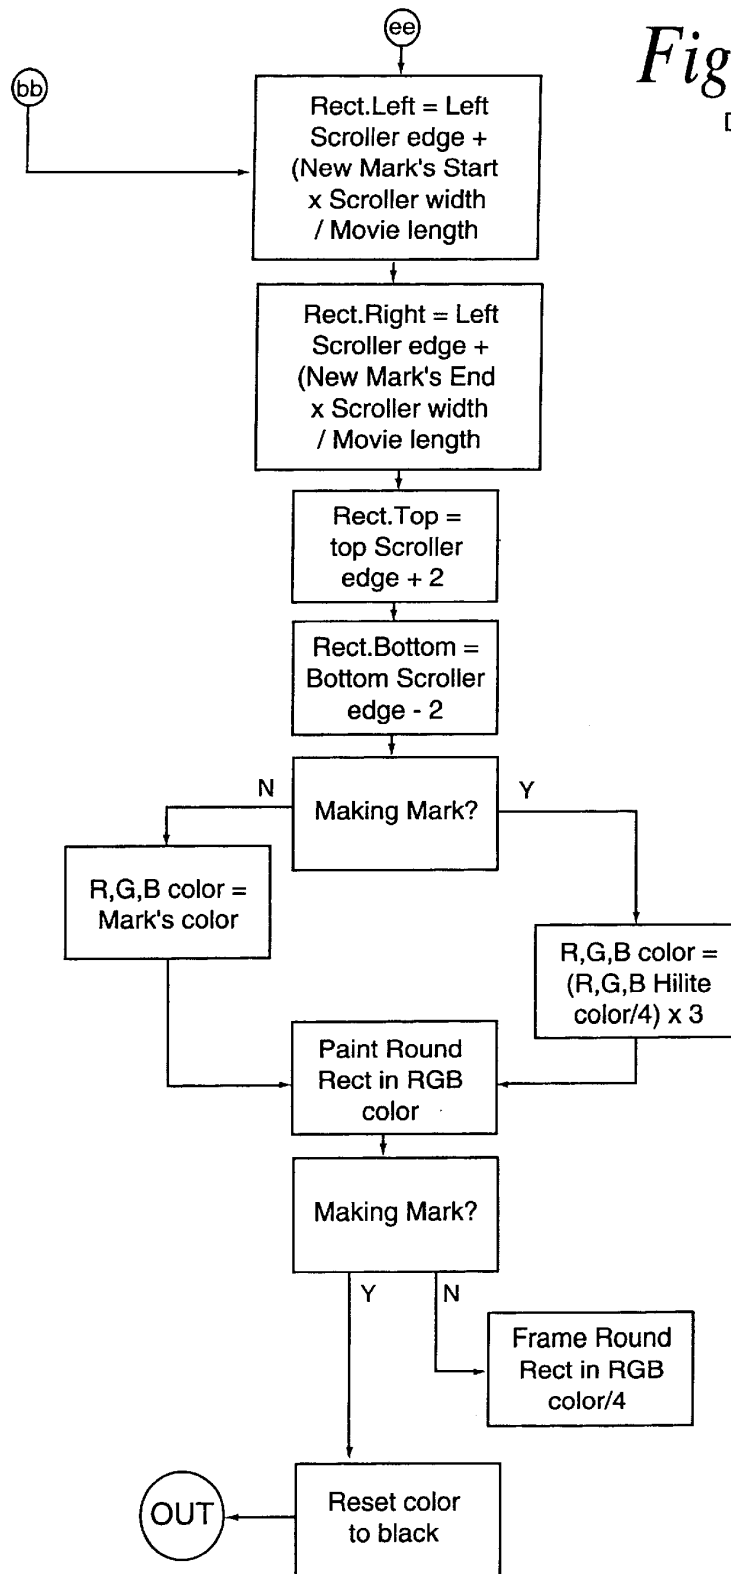 ee
Fig
D
bb
Rect.Left = Left
Scroller edge +
(New Mark's Start
x Scroller width
/ Movie length
Rect.Right = Left
Scroller edge +
(New Mark's End
x Scroller width
/ Movie length
Rect.Top =
top Scroller
edge + 2
Rect.Bottom =
Bottom Scroller
edge - 2
N
Making Mark?
Y
R,G,B color =
Mark's color
R,G,B color =
(R,G,B Hilite
color/4) x 3
Paint Round
Rect in RGB
color
Making Mark?
Y
N
Frame Round
Rect in RGB
color/4
OUT
Reset color
to black